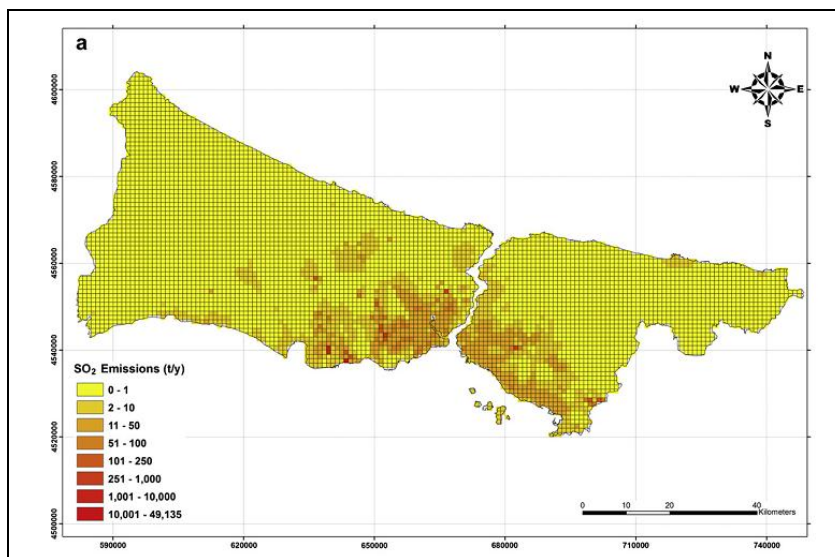 a
N
W E
S
4600000
4580000
4560000
4540000
4520000
4500000
SO₂ Emissions (t/y)
0 - 1
2 - 10
11 - 50
51 - 100
101 - 250
251 - 1,000
1,001 - 10,000
10,001 - 49,135
0 10 20 40
Kilometers
590000 620000 650000 680000 710000 740000